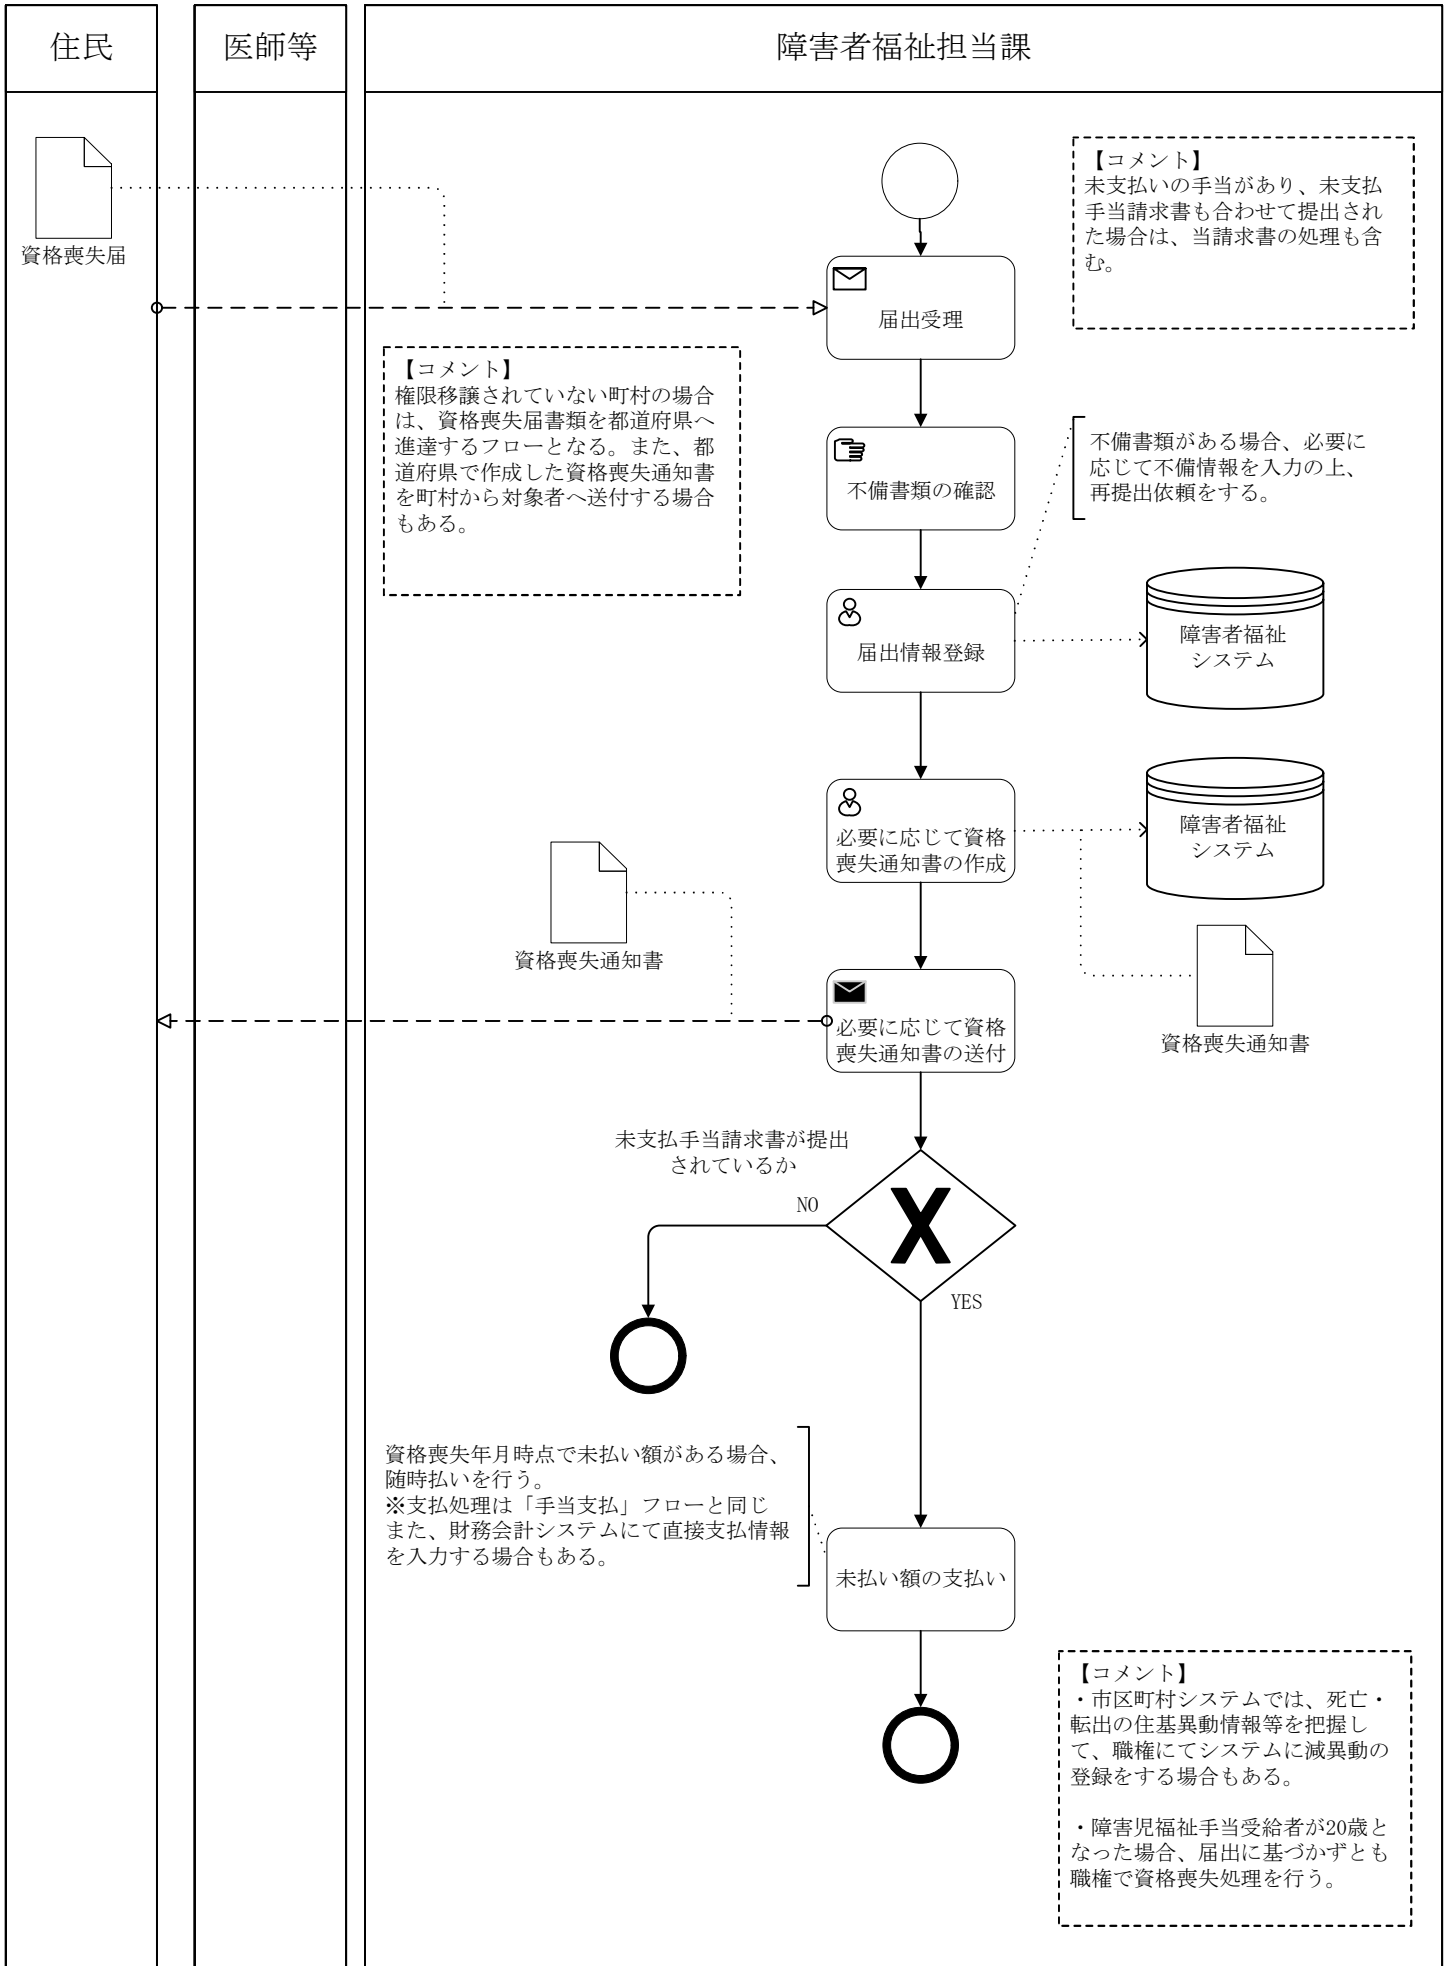 住民
医師等
障害者福祉担当課
資格喪失届
【コメント】
未支払いの手当があり、未支払
手当請求書も合わせて提出され
た場合は、当請求書の処理も含
む。
届出受理
【コメント】
権限移譲されていない町村の場合
は、資格喪失届書類を都道府県へ
進達するフローとなる。また、都
道府県で作成した資格喪失通知書
を町村から対象者へ送付する場合
もある。
不備書類の確認
不備書類がある場合、必要に
応じて不備情報を入力の上、
再提出依頼をする。
届出情報登録
障害者福祉
システム
必要に応じて資格
喪失通知書の作成
障害者福祉
システム
資格喪失通知書
資格喪失通知書
必要に応じて資格
喪失通知書の送付
未支払手当請求書が提出
されているか
NO
YES
資格喪失年月時点で未払い額がある場合、
随時払いを行う。
※支払処理は「手当支払」フローと同じ
また、財務会計システムにて直接支払情報
を入力する場合もある。
未払い額の支払い
【コメント】
・市区町村システムでは、死亡・
転出の住基異動情報等を把握し
て、職権にてシステムに減異動の
登録をする場合もある。
・障害児福祉手当受給者が20歳と
なった場合、届出に基づかずとも
職権で資格喪失処理を行う。